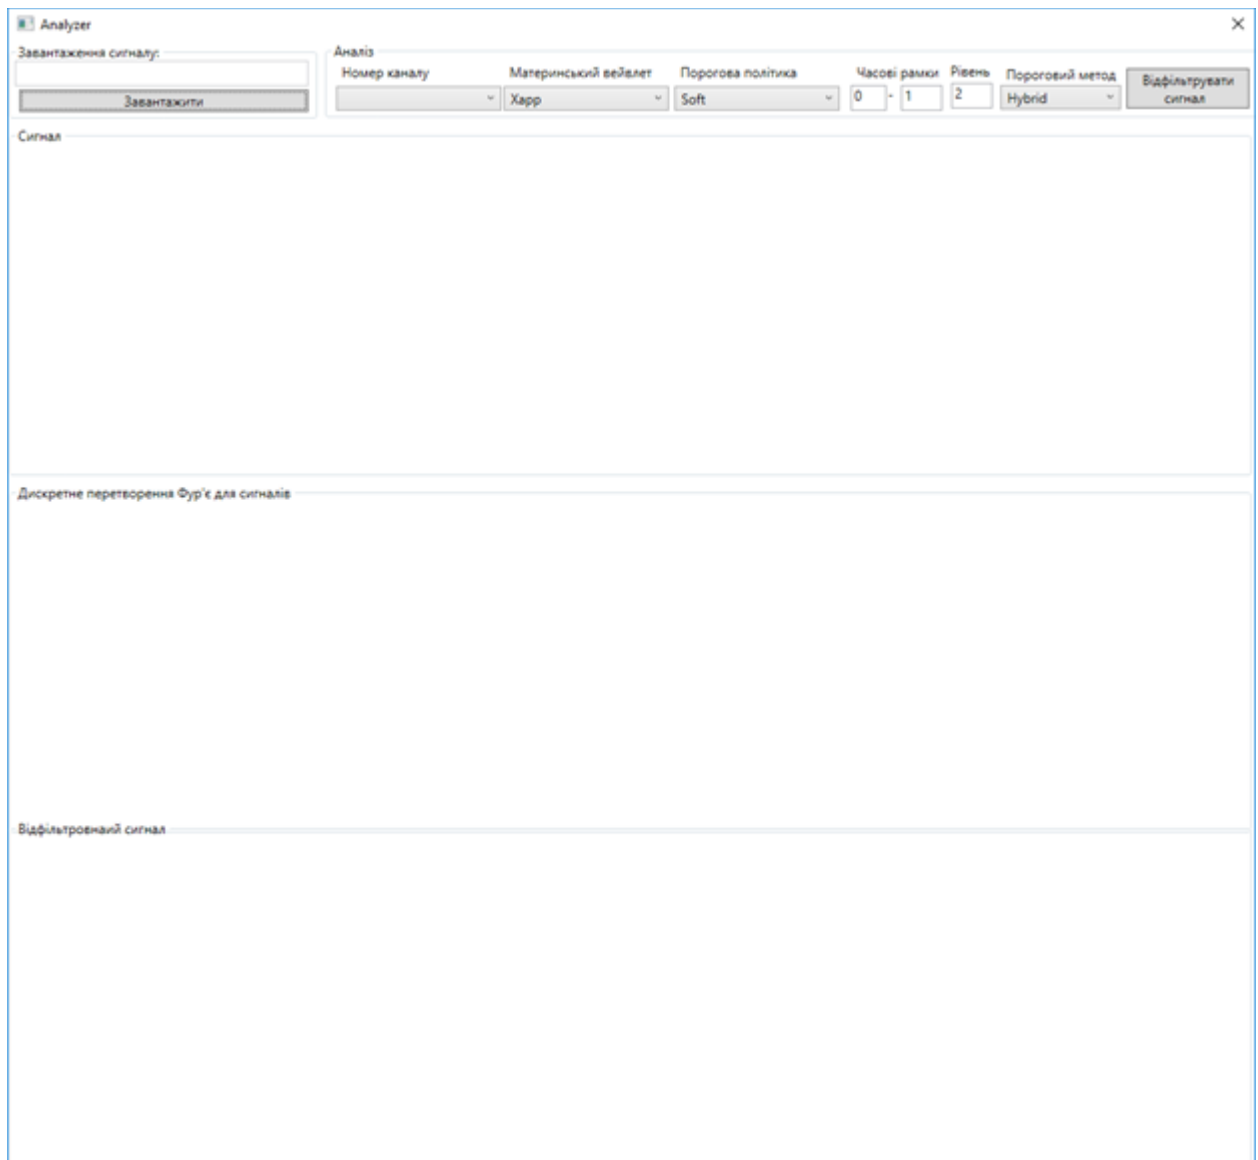 Analyzer
Завантаження сигналу:
Завантажити
Аналіз
Номер каналу Материнський вейвлет Порогова політика Часові рамки Рівень Пороговий метод
Харр Soft 0 - 1 2 Hybrid
Відфільтрувати
сигнал
Сигнал
Дискретне перетворення Фур'є для сигналів
Відфільтровнаий сигнал